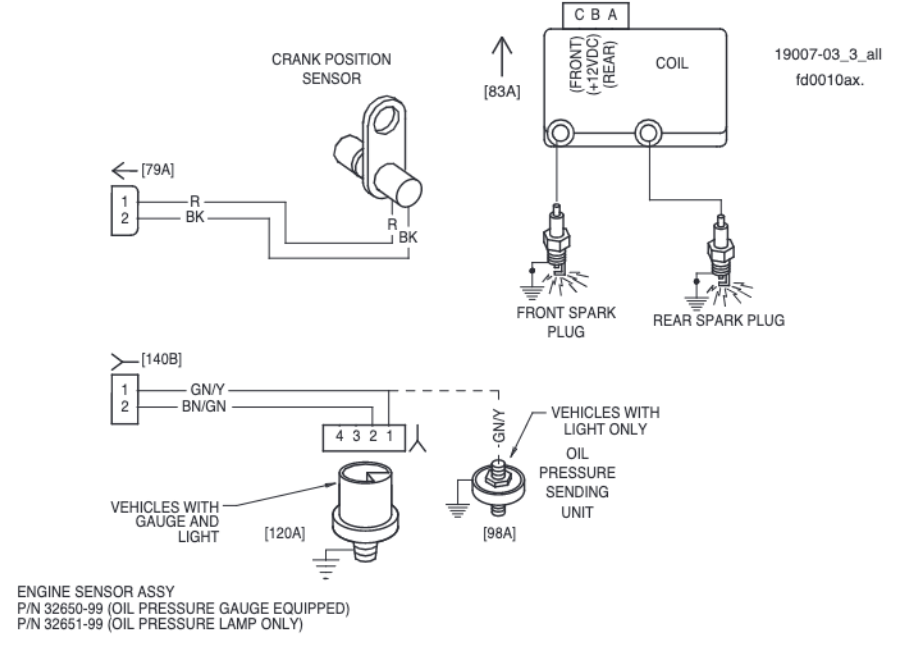 C B A
(FRONT)
(+12VDC)
(REAR)
COIL
19007-03_3_all
fd0010ax.
CRANK POSITION
SENSOR
[83A]
[79A]
1
R
2
BK
R
BK
FRONT SPARK
PLUG
REAR SPARK PLUG
[140B]
1
GN/Y
2
BN/GN
4 3 2 1
GN/Y
VEHICLES WITH
LIGHT ONLY
OIL
PRESSURE
SENDING
UNIT
VEHICLES WITH
GAUGE AND
LIGHT
[120A]
[98A]
ENGINE SENSOR ASSY
P/N 32650-99 (OIL PRESSURE GAUGE EQUIPPED)
P/N 32651-99 (OIL PRESSURE LAMP ONLY)